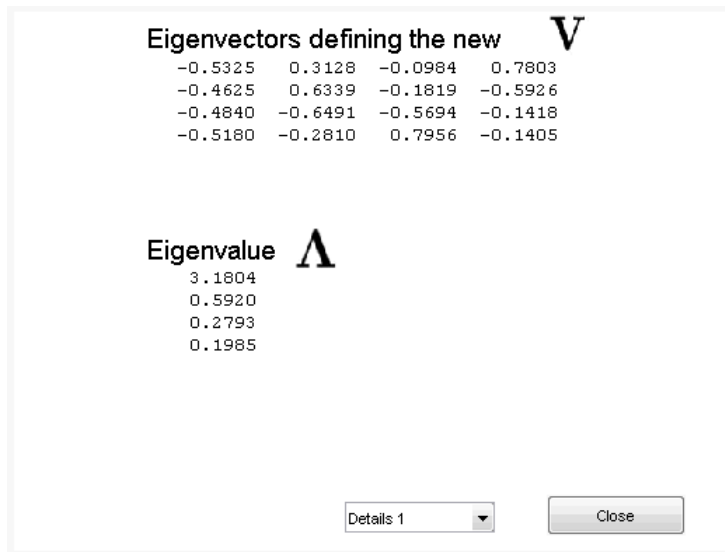 Eigenvectors defining the new V
-0.5325 0.3128 -0.0984 0.7803
-0.4625 0.6339 -0.1819 -0.5926
-0.4840 -0.6491 -0.5694 -0.1418
-0.5180 -0.2810 0.7956 -0.1405
Eigenvalue Λ
3.1804
0.5920
0.2793
0.1985
Details 1
Close